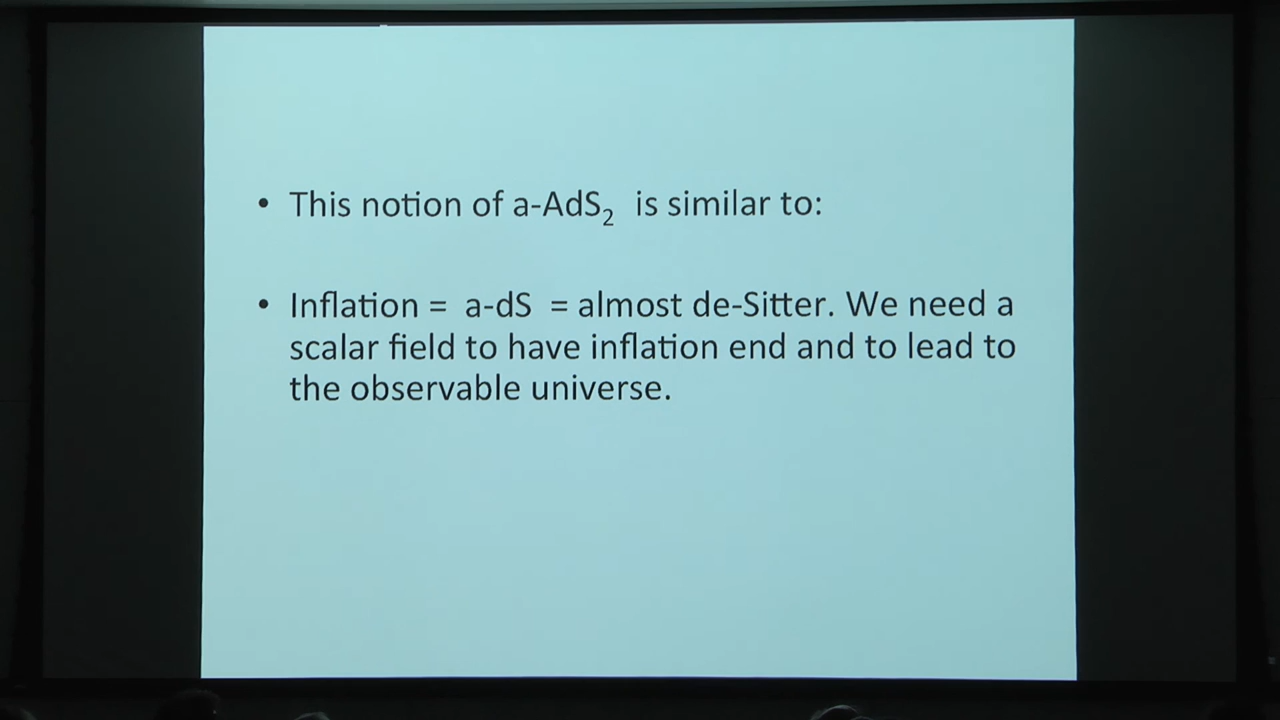 • This notion of a-AdS₂ is similar to:
• Inflation = a-dS = almost de-Sitter. We need a
scalar field to have inflation end and to lead to
the observable universe.